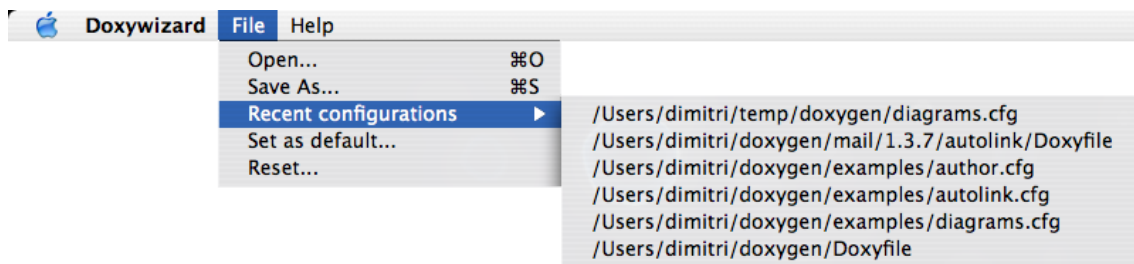 Doxywizard File Help
Open... ⌘O
Save As... ⌘S
Recent configurations ▶
Set as default...
Reset...
/Users/dimitri/temp/doxygen/diagrams.cfg
/Users/dimitri/doxygen/mail/1.3.7/autolink/Doxyfile
/Users/dimitri/doxygen/examples/author.cfg
/Users/dimitri/doxygen/examples/autolink.cfg
/Users/dimitri/doxygen/examples/diagrams.cfg
/Users/dimitri/doxygen/Doxyfile